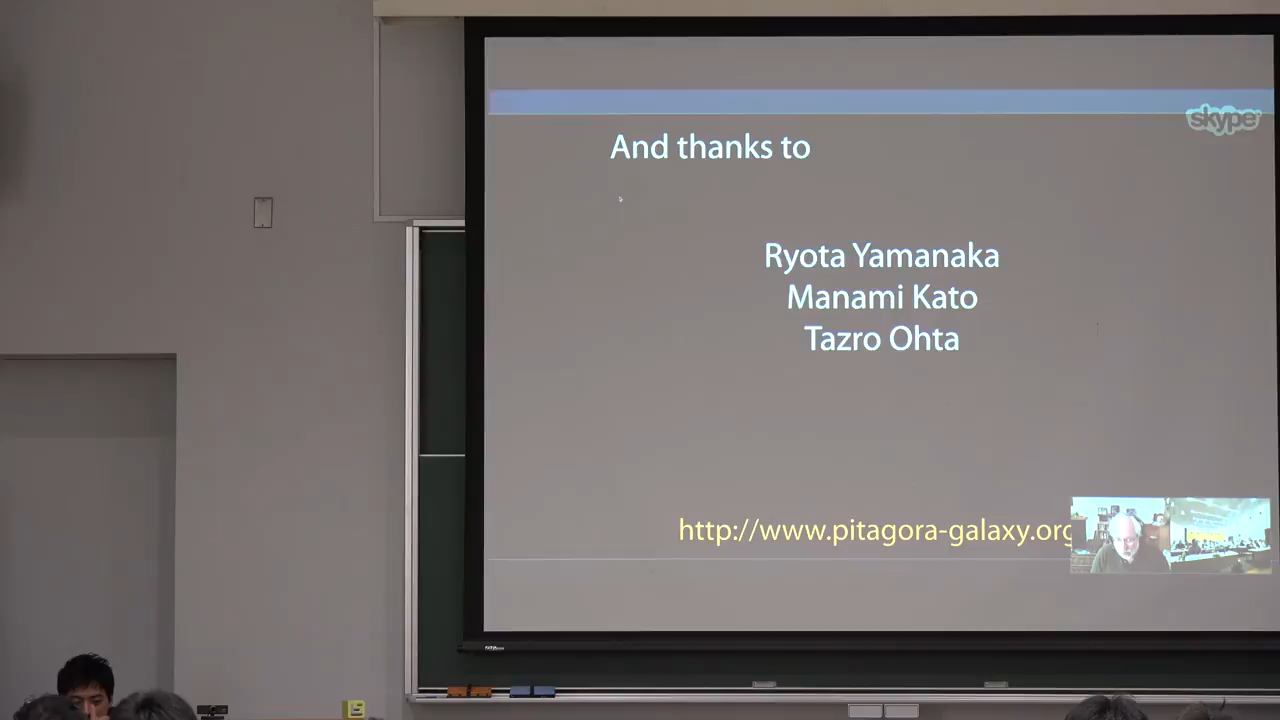 skype
And thanks to
Ryota Yamanaka
Manami Kato
Tazro Ohta
http://www.pitagora-galaxy.org